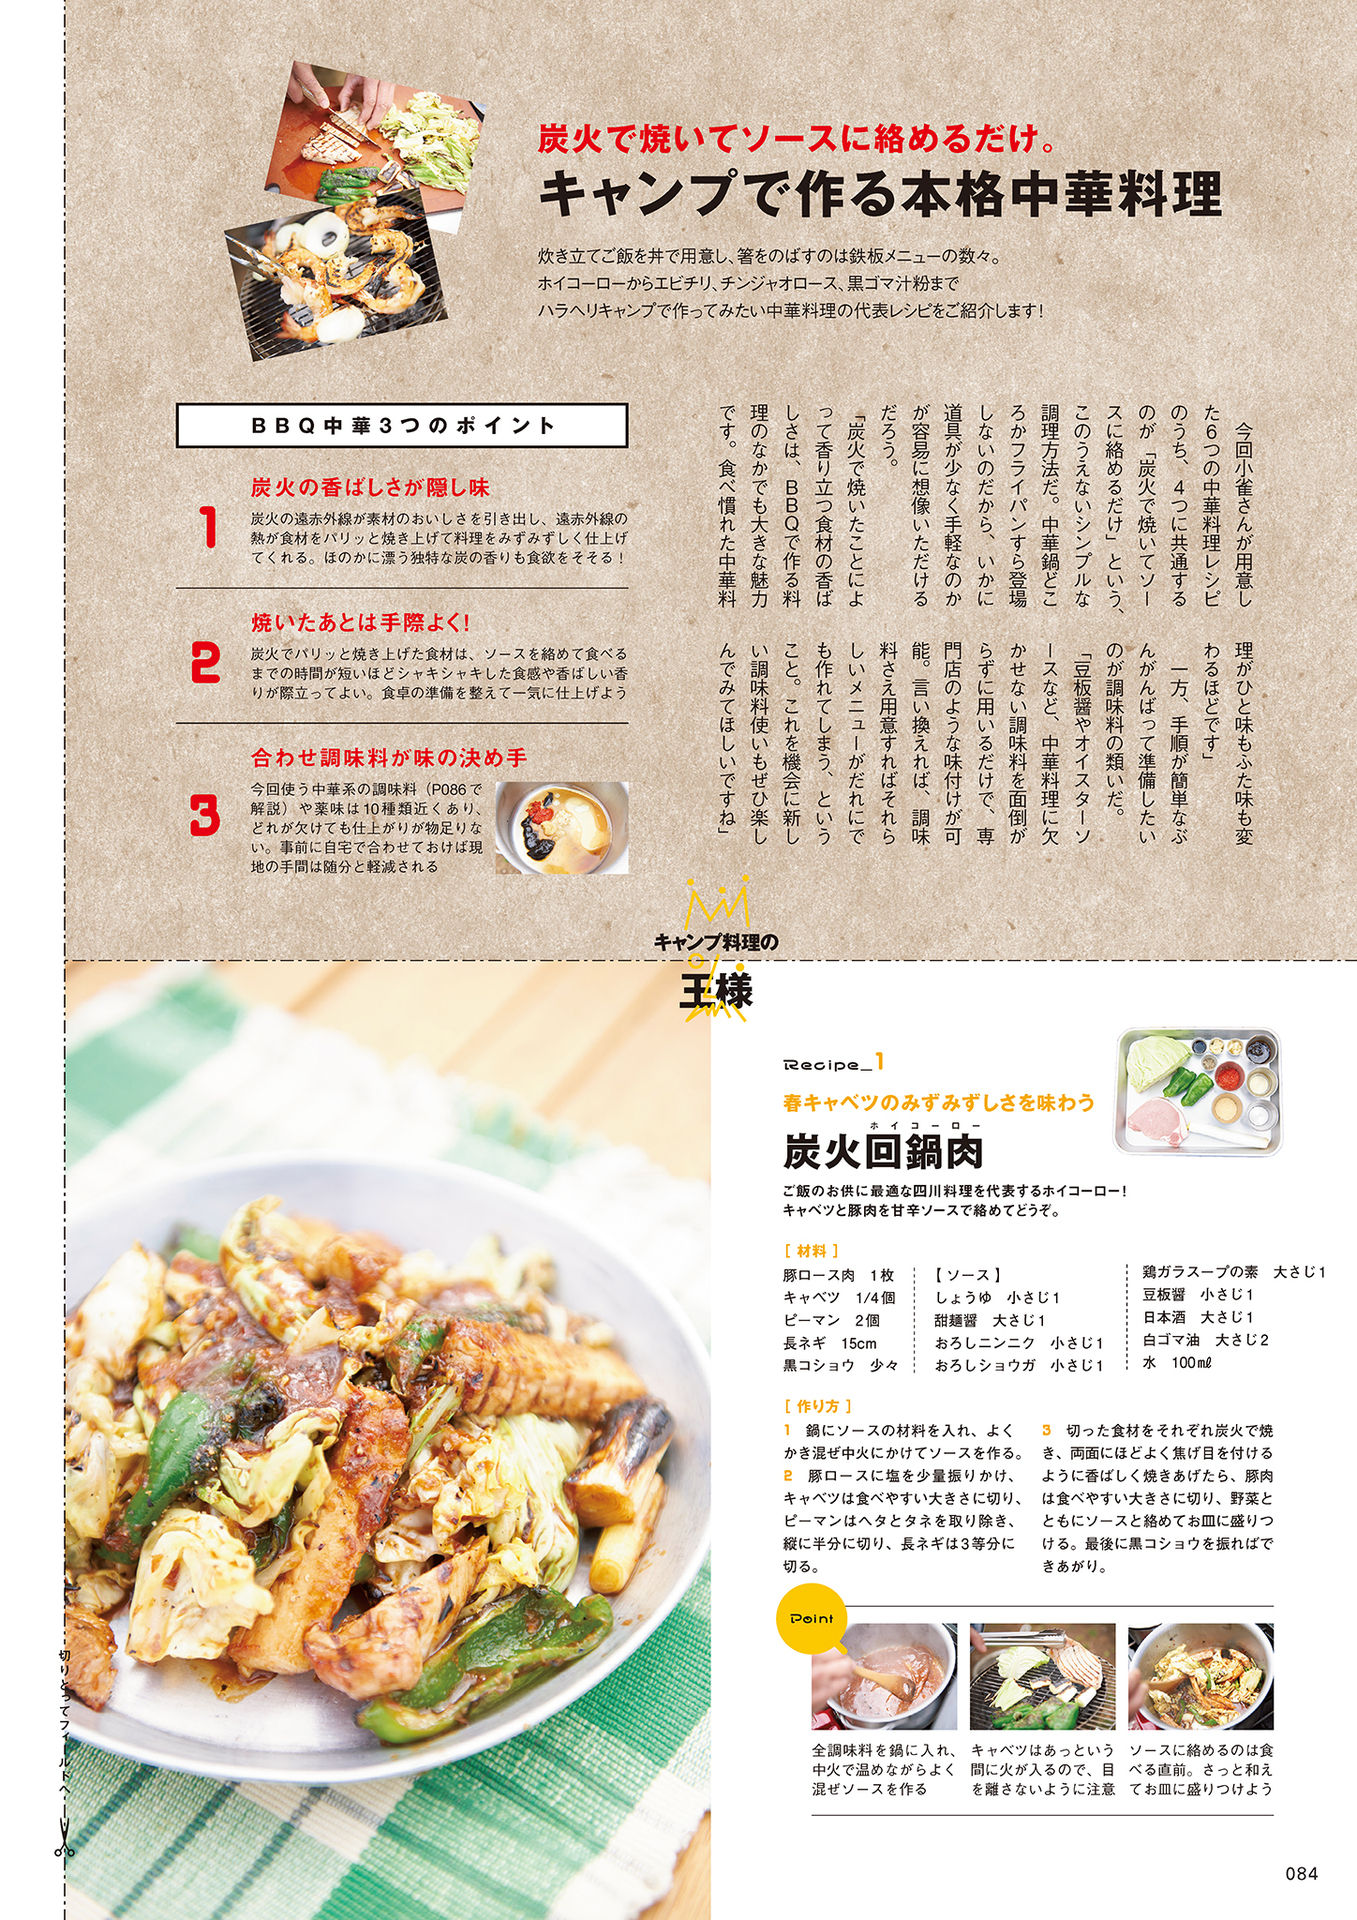 炭火で焼いてソースに絡めるだけ。
キャンプで作る本格中華料理
炊き立てご飯を丼で用意し、箸をのばすのは鉄板メニューの数々。
ホイコーローからエビチリ、チンジャオロース、黒ゴマ汁粉まで
ハラヘリキャンプで作ってみたい中華料理の代表レシピをご紹介します！
今回小雀さんが用意し
た6つの中華料理レシピ
のうち、4つに共通する
のが「炭火で焼いてソー
スに絡めるだけ」という、
このうえないシンプルな
調理方法だ。中華鍋どこ
ろかフライパンすら登場
しないのだから、いかに
道具が少なく手軽なのか
が容易に想像いただける
だろう。
「炭火で焼いたことによ
って香り立つ食材の香ば
しさは、BBQで作る料
理のなかでも大きな魅力
です。食べ慣れた中華料
理がひと味もふた味も変
わるほどです」
一方、手順が簡単なぶ
んがんばって準備したい
のが調味料の類いだ。
「豆板醤やオイスターソ
ースなど、中華料理に欠
かせない調味料を面倒が
らずに用いるだけで、専
門店のような味付けが可
能。言い換えれば、調味
料さえ用意すればそれら
しいメニューがだれにで
も作れてしまう、という
こと。これを機会に新し
い調味料使いもぜひ楽し
んでみてほしいですね」
BBQ中華3つのポイント
1
炭火の香ばしさが隠し味
炭火の遠赤外線が素材のおいしさを引き出し、遠赤外線の
熱が食材をパリッと焼き上げて料理をみずみずしく仕上げ
てくれる。ほのかに漂う独特な炭の香りも食欲をそそる！
2
焼いたあとは手際よく！
炭火でパリッと焼き上げた食材は、ソースを絡めて食べる
までの時間が短いほどシャキシャキした食感や香ばしい香
りが際立ってよい。食卓の準備を整えて一気に仕上げよう
3
合わせ調味料が味の決め手
今回使う中華系の調味料（P086で
解説）や薬味は10種類近くあり、
どれが欠けても仕上がりが物足りな
い。事前に自宅で合わせておけば現
地の手間は随分と軽減される
キャンプ料理の
王様
Recipe_1
春キャベツのみずみずしさを味わう
ホイコーロー
炭火回鍋肉
ご飯のお供に最適な四川料理を代表するホイコーロー！
キャベツと豚肉を甘辛ソースで絡めてどうぞ。
［材料］
豚ロース肉　1枚
キャベツ　1/4個
ピーマン　2個
長ネギ　15cm
黒コショウ　少々
【ソース】
しょうゆ　小さじ1
甜麺醤　大さじ1
おろしニンニク　小さじ1
おろしショウガ　小さじ1
鶏ガラスープの素　大さじ1
豆板醤　小さじ1
日本酒　大さじ1
白ゴマ油　大さじ2
水　100㎖
［作り方］
1　鍋にソースの材料を入れ、よく
かき混ぜ中火にかけてソースを作る。
2　豚ロースに塩を少量振りかけ、
キャベツは食べやすい大きさに切り、
ピーマンはヘタとタネを取り除き、
縦に半分に切り、長ネギは3等分に
切る。
3　切った食材をそれぞれ炭火で焼
き、両面にほどよく焦げ目を付ける
ように香ばしく焼きあげたら、豚肉
は食べやすい大きさに切り、野菜と
ともにソースと絡めてお皿に盛りつ
ける。最後に黒コショウを振ればで
きあがり。
Point
全調味料を鍋に入れ、
中火で温めながらよく
混ぜソースを作る
キャベツはあっという
間に火が入るので、目
を離さないように注意
ソースに絡めるのは食
べる直前。さっと和え
てお皿に盛りつけよう
切りとってフィールドへ
084